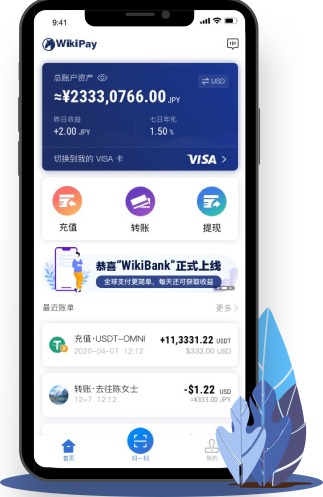 9:41
WikiPay
总账户资产
⇄ USD
≈¥2333,0766.00 JPY
昨日收益
七日年化
+2.00 JPY
1.50 %
切换到我的 VISA 卡
VISA >
充值
转账
提现
恭喜“WikiBank”正式上线
全球支付更简单，每天还可获取收益
最近账单
更多 >
充值·USDT-OMNI
+11,3331.22 USDT
2020-04-07 12:12
$333.00 USD
转账·去往陈女士
-$1.22 USD
12-7 12:12
≈¥333.00 JPY
首页
扫一扫
我的